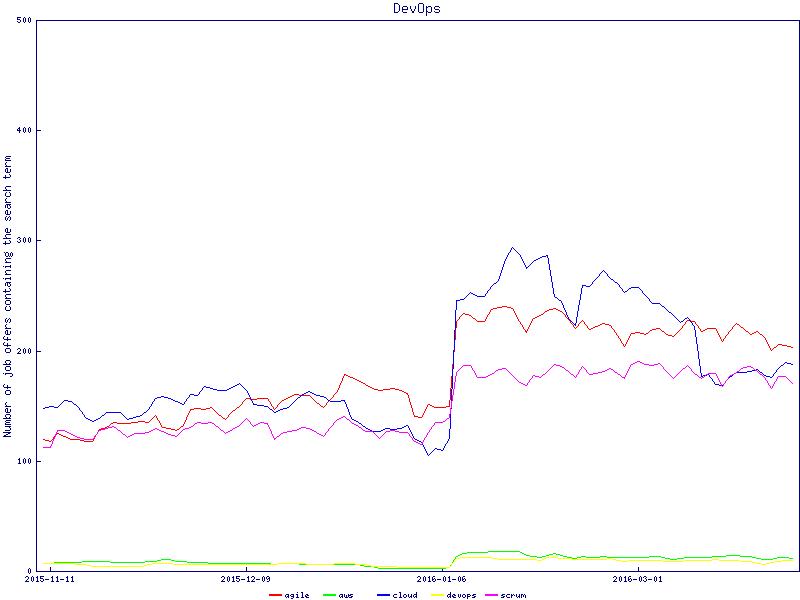 DevOps
500
400
300
200
100
0
Number of job offers containing the search term
2015-11-11 2015-12-09 2016-01-06 2016-03-01
agile aws cloud devops scrum